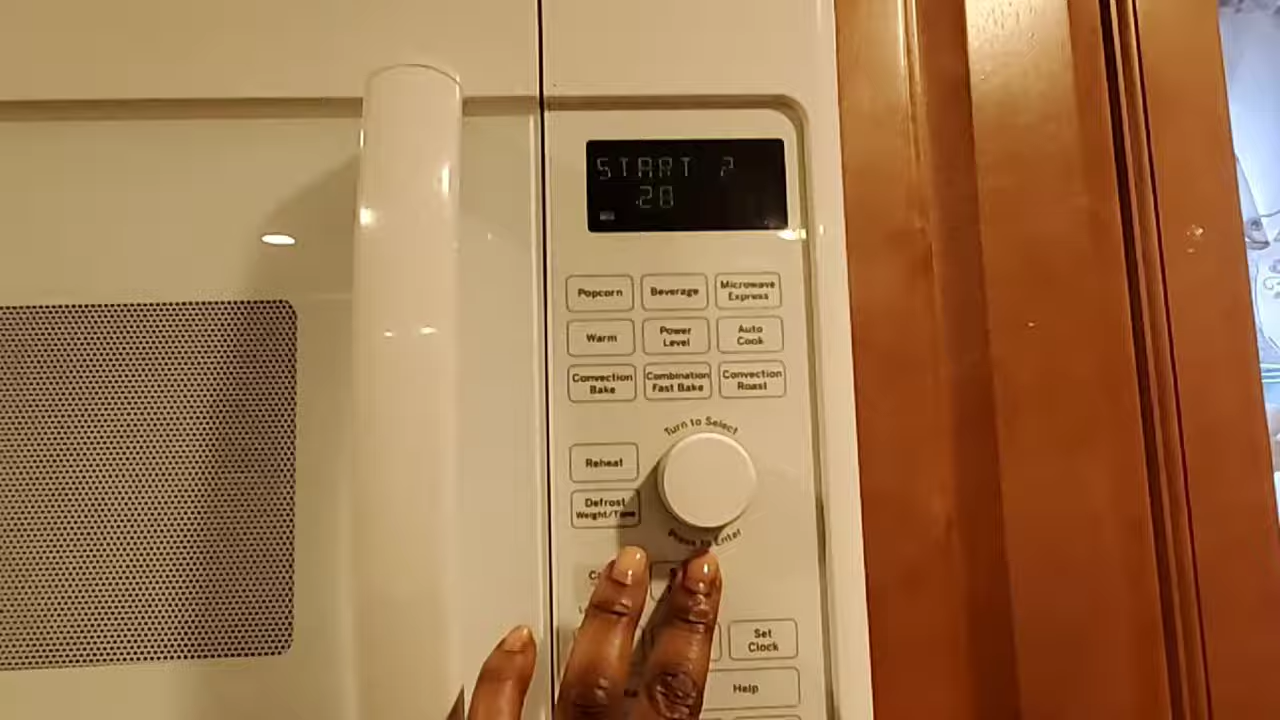 START ?
:28
Popcorn
Beverage
Microwave
Express
Warm
Power
Level
Auto
Cook
Convection
Bake
Combination
Fast Bake
Convection
Roast
Turn to Select
Reheat
Defrost
Weight/Time
Press to Enter
Set
Clock
Help